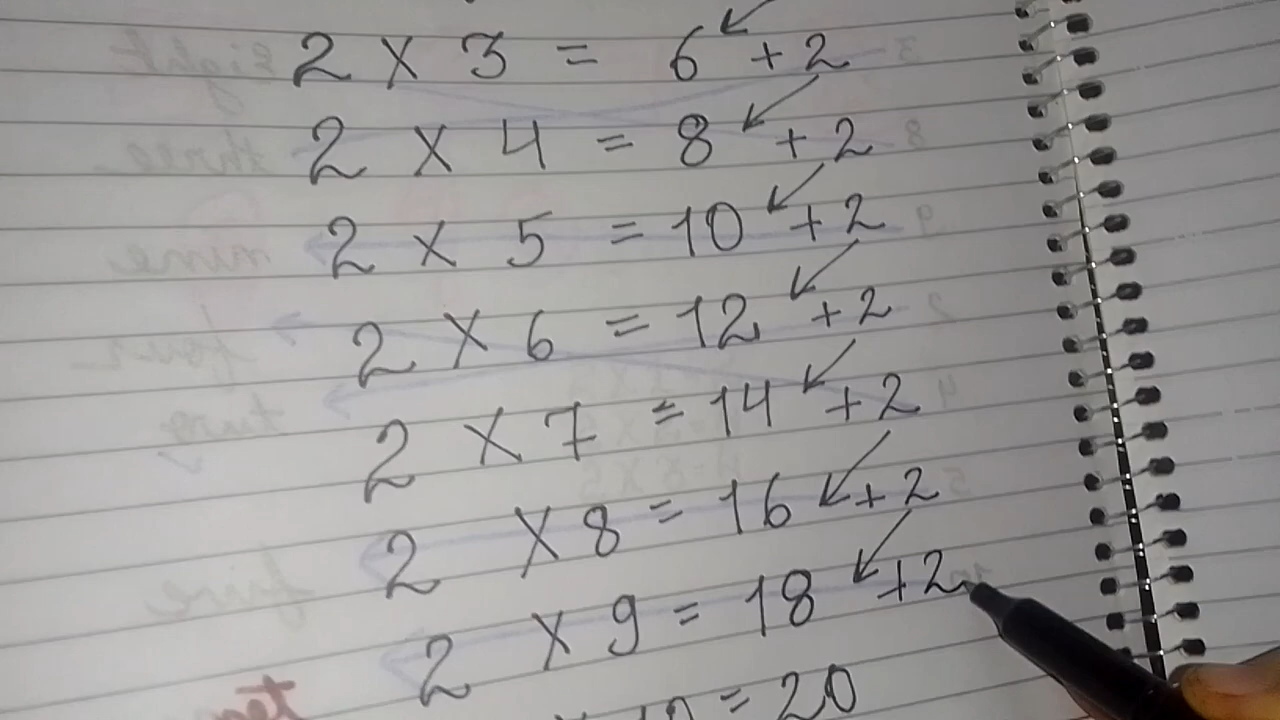 2 × 3 = 6 +2
2 × 4 = 8 +2
2 × 5 = 10 +2
2 × 6 = 12 +2
2 × 7 = 14 +2
2 × 8 = 16 +2
2 × 9 = 18 +2
× 10 = 20